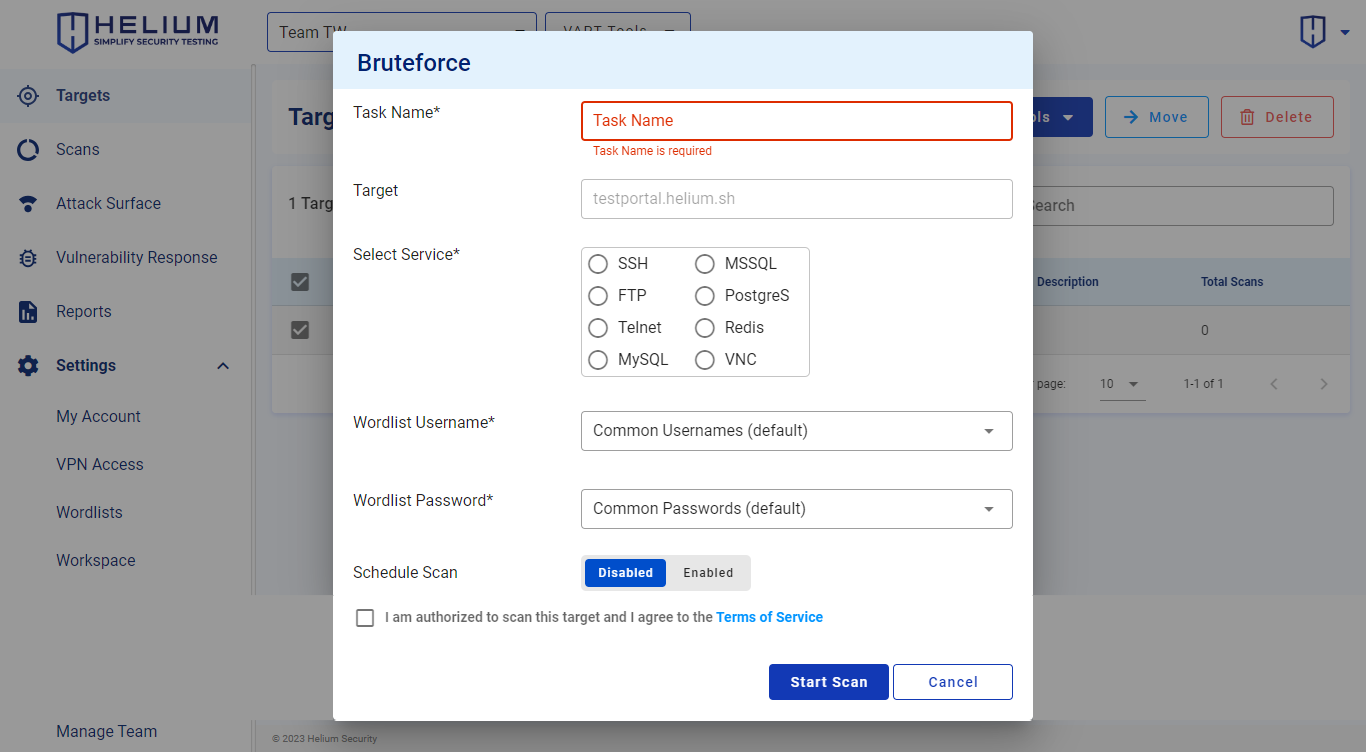 HELIUM
SIMPLIFY SECURITY TESTING
Team TW
VAPT Tools
Targets
Scans
Attack Surface
Vulnerability Response
Reports
Settings
My Account
VPN Access
Wordlists
Workspace
Manage Team
Move
Delete
1
Search
Description
Total Scans
0
page:
10
1-1 of 1
Bruteforce
Task Name*
Task Name
Task Name is required
Target
testportal.helium.sh
Select Service*
SSH
MSSQL
FTP
PostgreS
Telnet
Redis
MySQL
VNC
Wordlist Username*
Common Usernames (default)
Wordlist Password*
Common Passwords (default)
Schedule Scan
Disabled
Enabled
I am authorized to scan this target and I agree to the Terms of Service
Start Scan
Cancel
© 2023 Helium Security